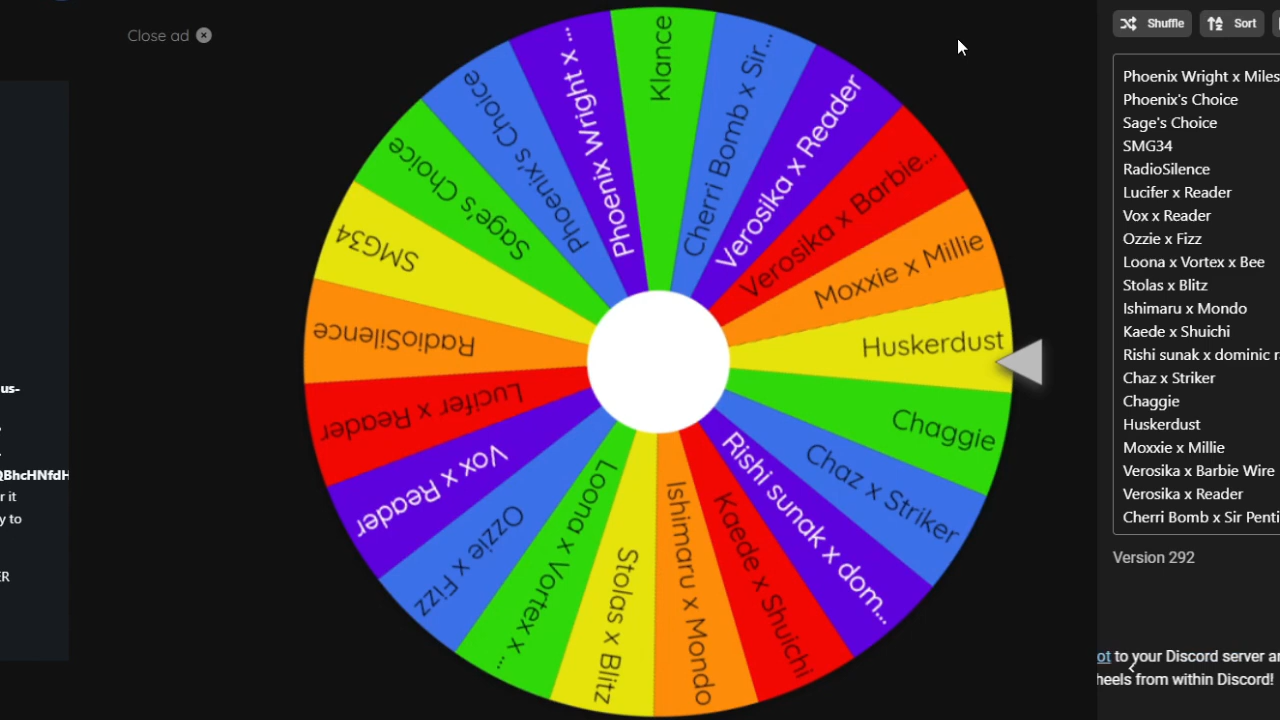 Close ad
us-
QBhcHNfdH
r it
y to
R
Klance
Cherri Bomb x Sir...
Verosika x Reader
Verosika x Barbie...
Moxxie x Millie
Huskerdust
Chaggie
Chaz x Striker
Rishi sunak x dom...
Kaede x Shuichi
Ishimaru x Mondo
Stolas x Blitz
Loona x Vortex x ...
Ozzie x Fizz
Vox x Reader
Lucifer x Reader
RadioSilence
SMG34
Sage's Choice
Phoenix's Choice
Phoenix Wright x ...
Shuffle
Sort
Phoenix Wright x Miles
Phoenix's Choice
Sage's Choice
SMG34
RadioSilence
Lucifer x Reader
Vox x Reader
Ozzie x Fizz
Loona x Vortex x Bee
Stolas x Blitz
Ishimaru x Mondo
Kaede x Shuichi
Rishi sunak x dominic r
Chaz x Striker
Chaggie
Huskerdust
Moxxie x Millie
Verosika x Barbie Wire
Verosika x Reader
Cherri Bomb x Sir Penti
Version 292
ot to your Discord server a
heels from within Discord!